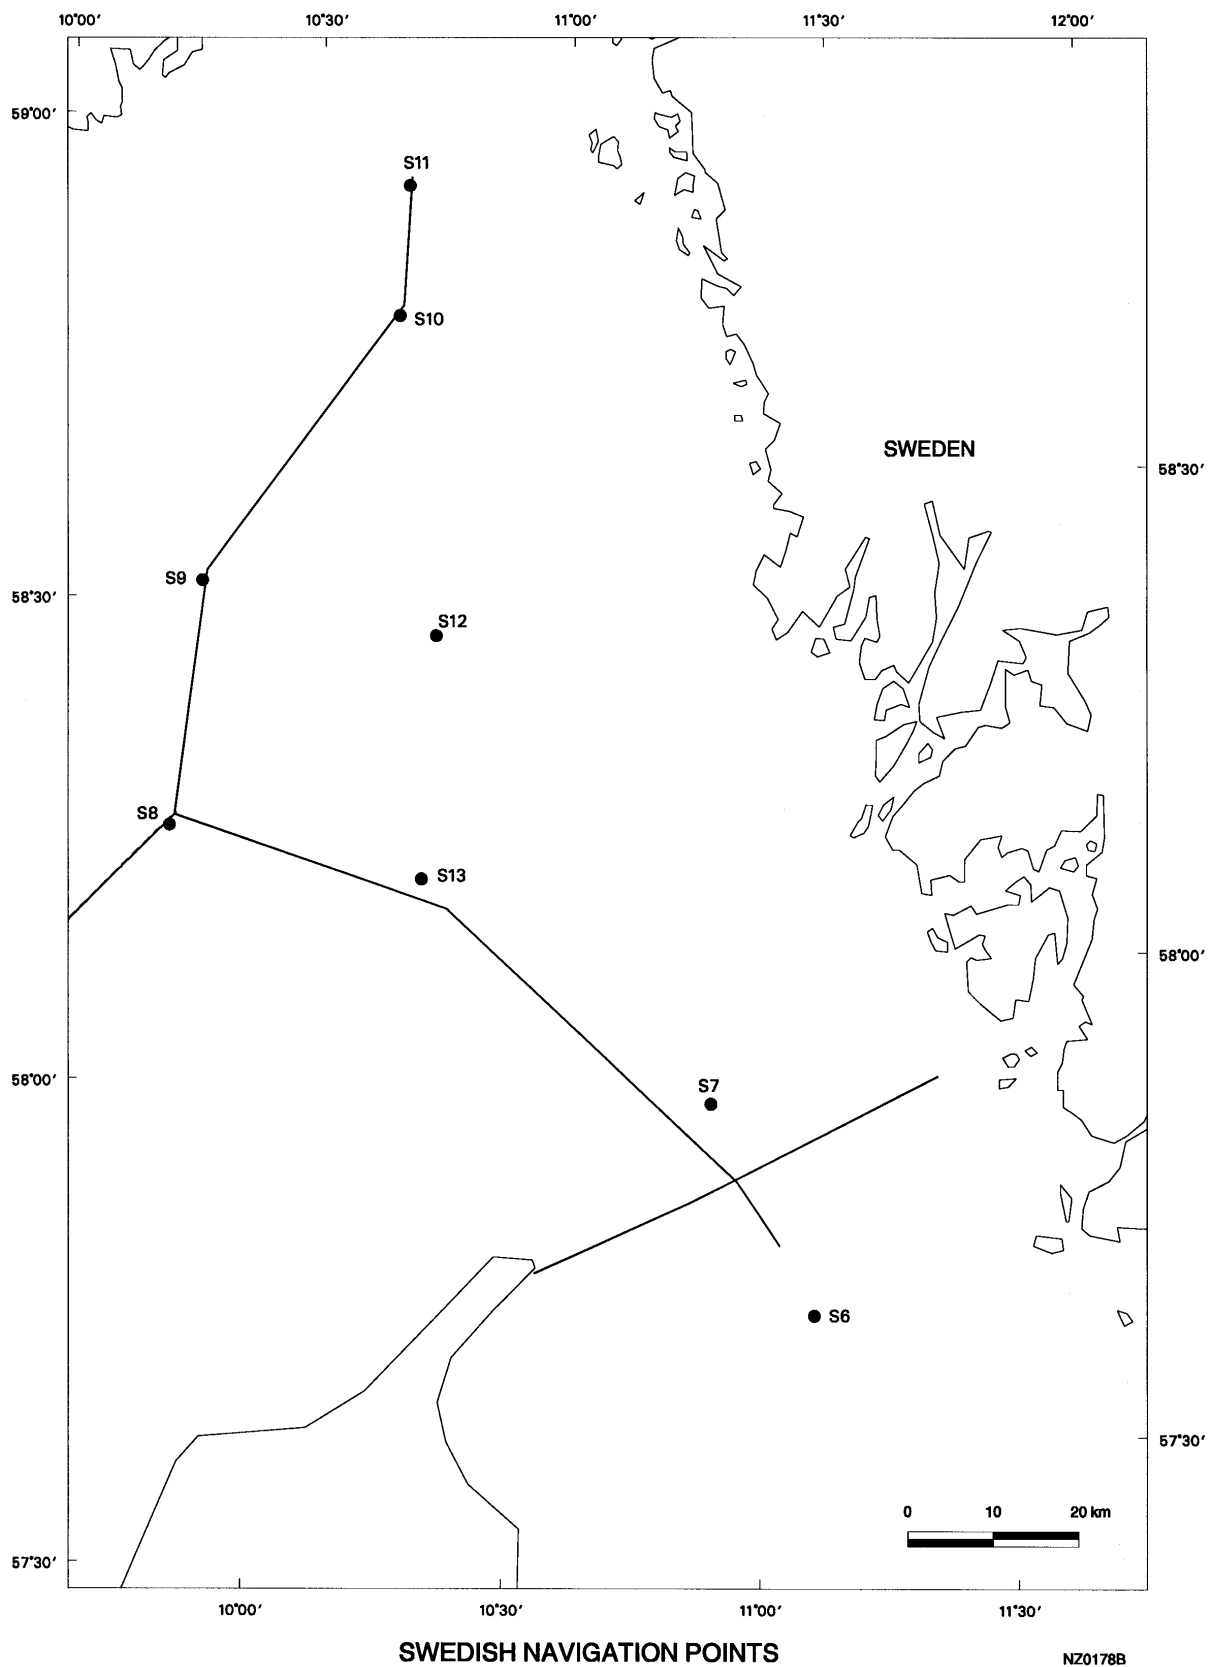 10°00′ 10°30′ 11°00′ 11°30′ 12°00′
59°00′
S11
S10
SWEDEN
58°30′
S9
58°30′
S12
S8
S13
58°00′
58°00′
S7
S6
57°30′
0 10 20 km
57°30′
10°00′ 10°30′ 11°00′ 11°30′
SWEDISH NAVIGATION POINTS
NZ0178B